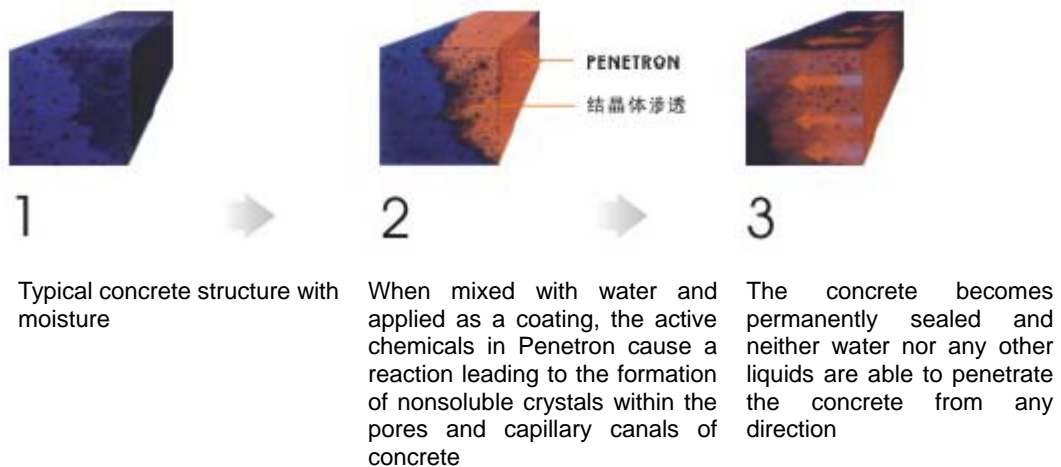 PENETRON
结晶体渗透
1
2
3
Typical concrete structure with
moisture
When mixed with water and
applied as a coating, the active
chemicals in Penetron cause a
reaction leading to the formation
of nonsoluble crystals within the
pores and capillary canals of
concrete
The concrete becomes
permanently sealed and
neither water nor any other
liquids are able to penetrate
the concrete from any
direction